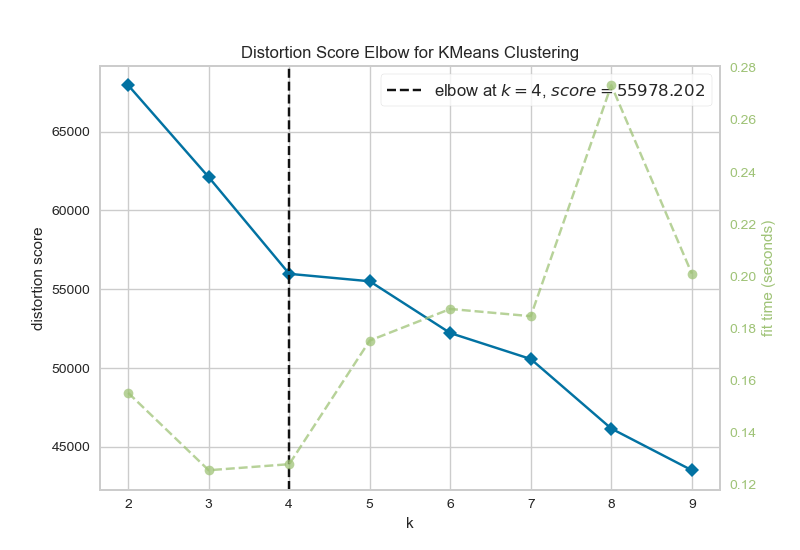 Distortion Score Elbow for KMeans Clustering
elbow at k = 4, score = 55978.202
distortion score
65000
60000
55000
50000
45000
0.28
0.26
0.24
0.22
0.20
0.18
0.16
0.14
0.12
fit time (seconds)
2 3 4 5 6 7 8 9
k